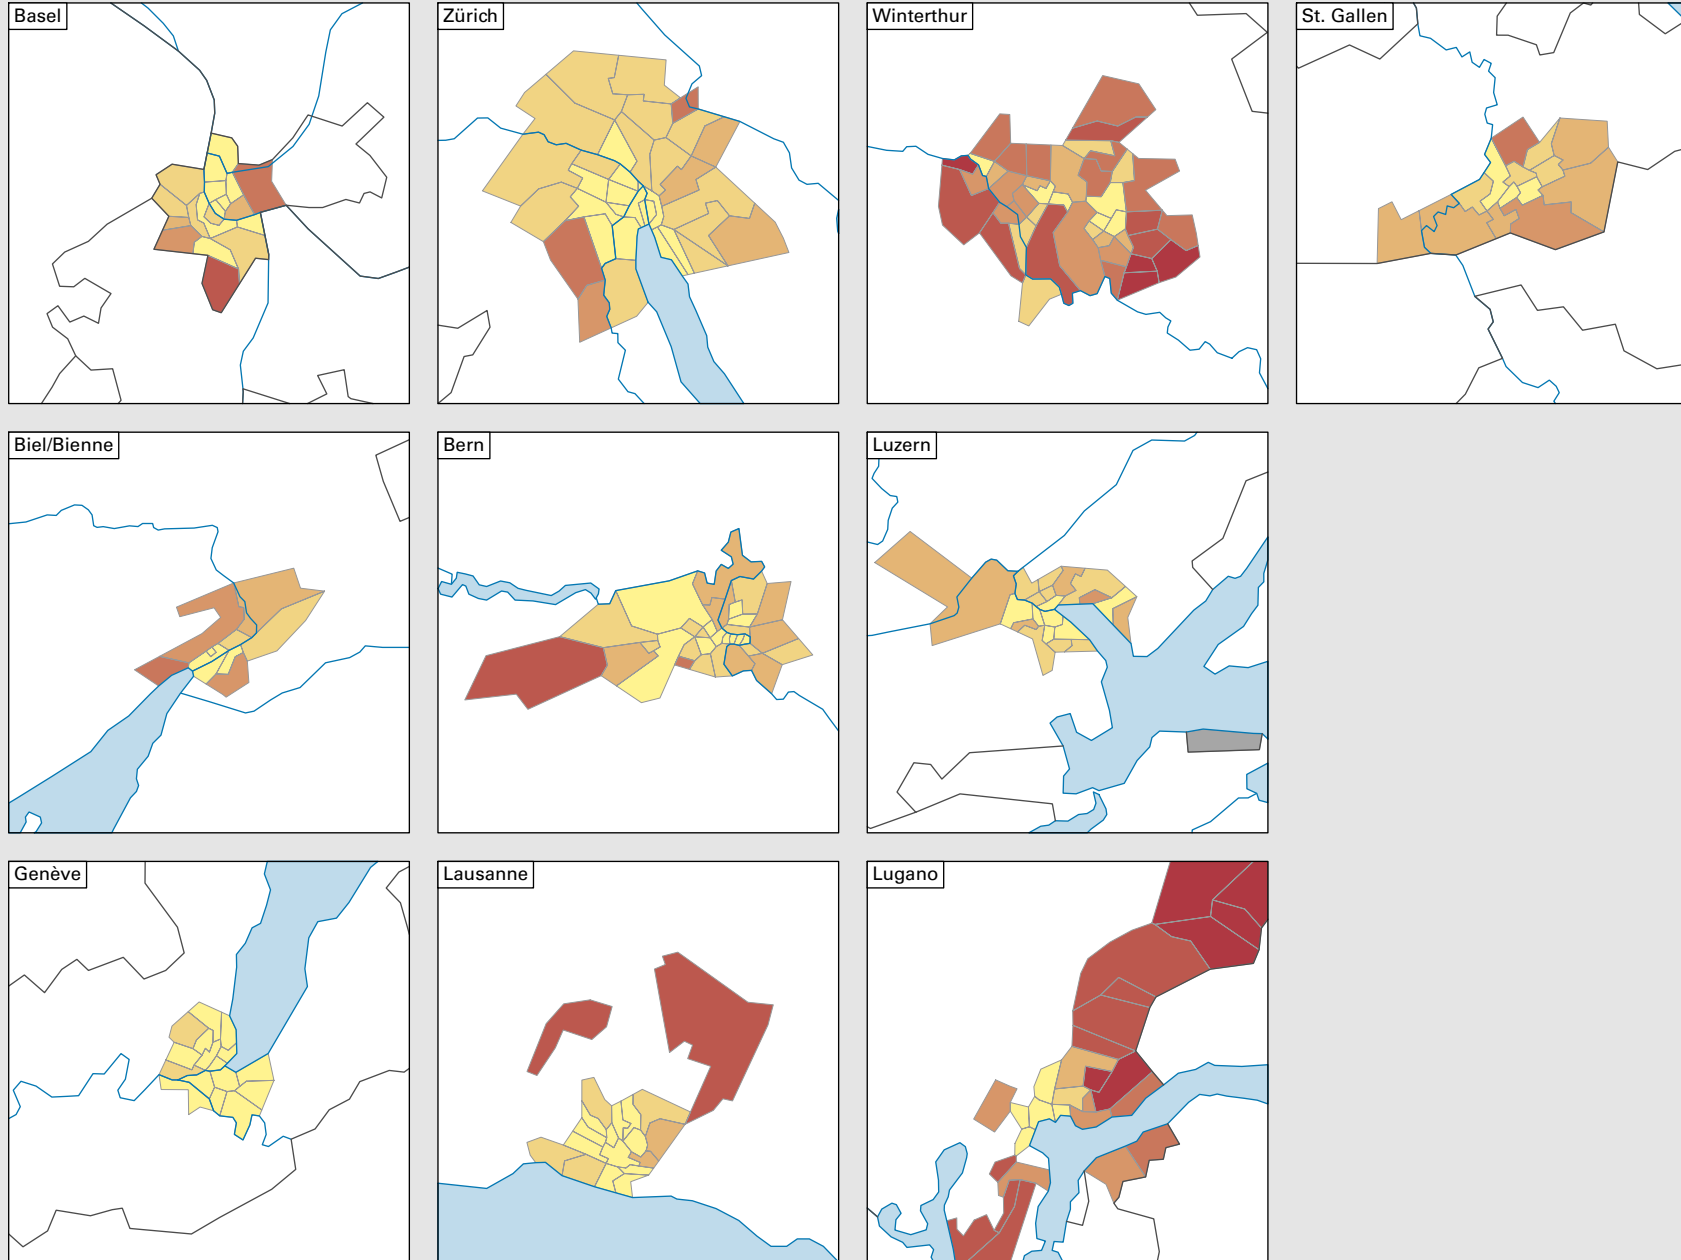 Basel
Zürich
Winterthur
St. Gallen
Biel/Bienne
Bern
Luzern
Genève
Lausanne
Lugano